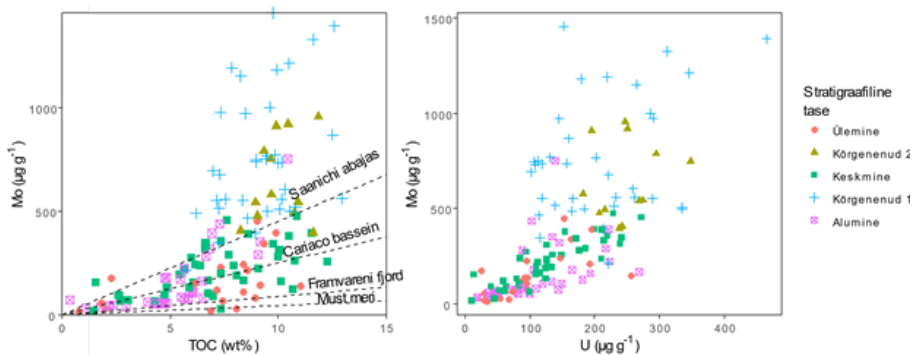 Mo (µg g⁻¹)
1000
500
0
Saanichi abajas
Cariaco bassein
Framvareni fjord
Must meri
0 5 10 15
TOC (wt%)
Mo (µg g⁻¹)
1500
1000
500
0
0 100 200 300 400
U (µg g⁻¹)
Stratigraafiline
tase
Ülemine
Kõrgenenud 2
Keskmine
Kõrgenenud 1
Alumine